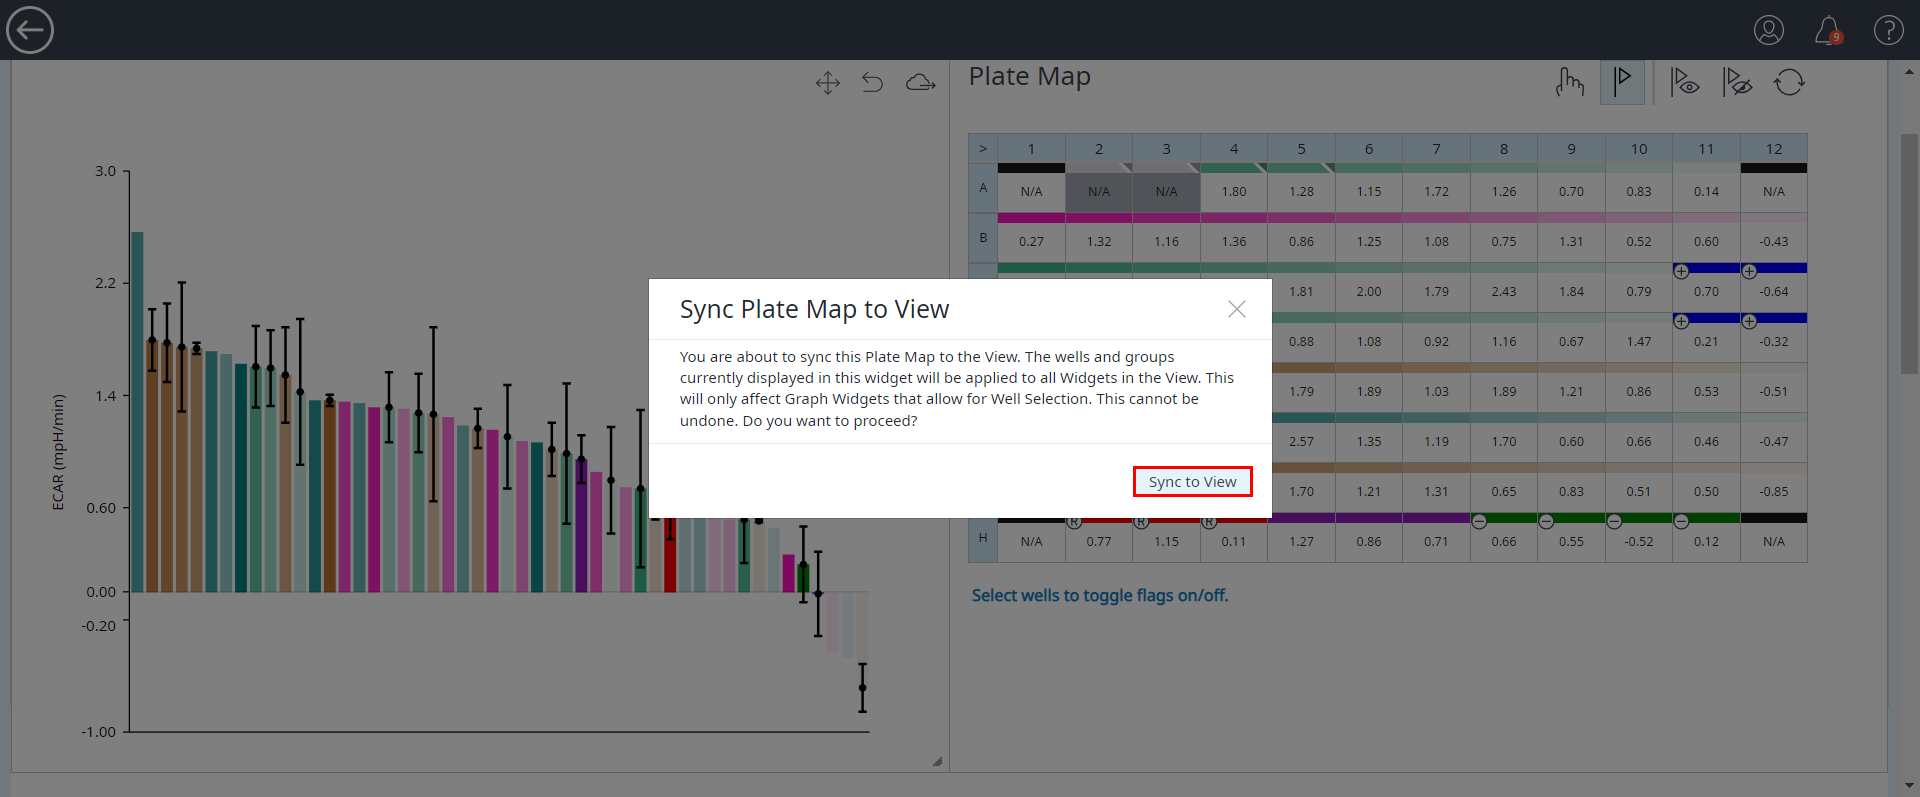 9
?
Plate Map
> 1 2 3 4 5 6 7 8 9 10 11 12
A N/A N/A N/A 1.80 1.28 1.15 1.72 1.26 0.70 0.83 0.14 N/A
B 0.27 1.32 1.16 1.36 0.86 1.25 1.08 0.75 1.31 0.52 0.60 -0.43
+ +
1.81 2.00 1.79 2.43 1.84 0.79 0.70 -0.64
+ +
0.88 1.08 0.92 1.16 0.67 1.47 0.21 -0.32
1.79 1.89 1.03 1.89 1.21 0.86 0.53 -0.51
2.57 1.35 1.19 1.70 0.60 0.66 0.46 -0.47
1.70 1.21 1.31 0.65 0.83 0.51 0.50 -0.85
R R R − − − −
H N/A 0.77 1.15 0.11 1.27 0.86 0.71 0.66 0.55 -0.52 0.12 N/A
Select wells to toggle flags on/off.
Sync Plate Map to View
You are about to sync this Plate Map to the View. The wells and groups
currently displayed in this widget will be applied to all Widgets in the View. This
will only affect Graph Widgets that allow for Well Selection. This cannot be
undone. Do you want to proceed?
Sync to View
ECAR (mpH/min)
3.0
2.2
1.4
0.60
0.00
-0.20
-1.00